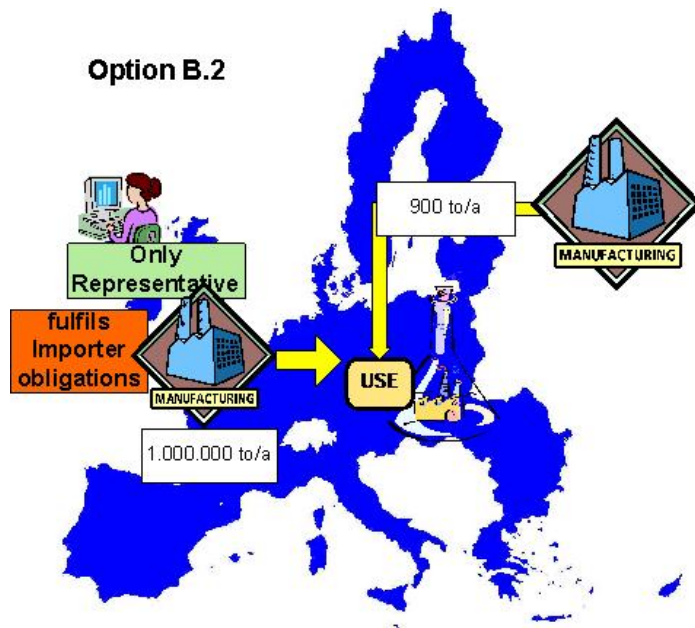 Option B.2
900 to/a
MANUFACTURING
Only
Representative
fulfils
Importer
obligations
MANUFACTURING
USE
1.000.000 to/a